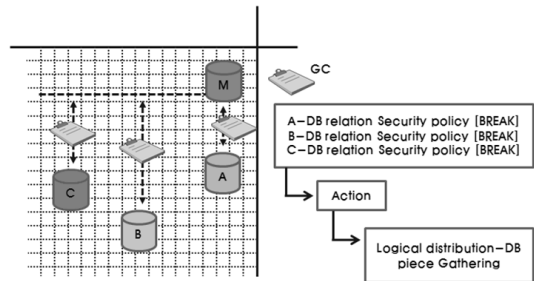 M
GC
A
C
B
A–DB relation Security policy [BREAK]
B–DB relation Security policy [BREAK]
C–DB relation Security policy [BREAK]
Action
Logical distribution–DB
piece Gathering